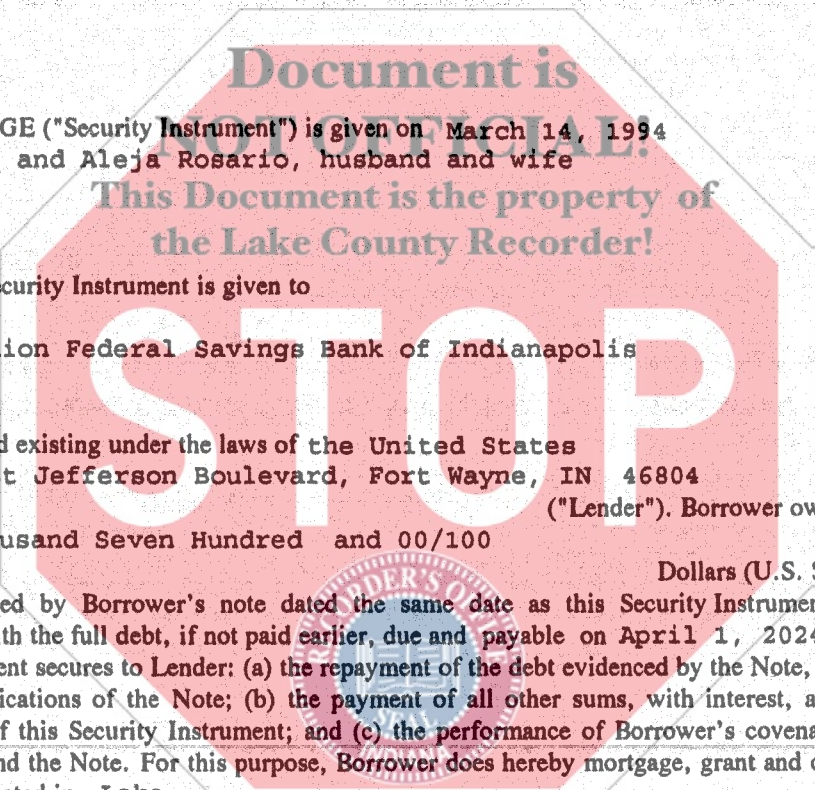 Document is
NOT OFFICIAL!
GE ("Security Instrument") is given on March 14, 1994
and Aleja Rosario, husband and wife
This Document is the property of
the Lake County Recorder!
curity Instrument is given to
STOP
ion Federal Savings Bank of Indianapolis
d existing under the laws of the United States
t Jefferson Boulevard, Fort Wayne, IN 46804
("Lender"). Borrower ow
usand Seven Hundred and 00/100
Dollars (U.S. $
RECORDER'S OFFICE
ed by Borrower's note dated the same date as this Security Instrumen
th the full debt, if not paid earlier, due and payable on April 1, 2024
ent secures to Lender: (a) the repayment of the debt evidenced by the Note,
ications of the Note; (b) the payment of all other sums, with interest, a
f this Security Instrument; and (c) the performance of Borrower's covena
SEAL
INDIANA
nd the Note. For this purpose, Borrower does hereby mortgage, grant and c
Lake